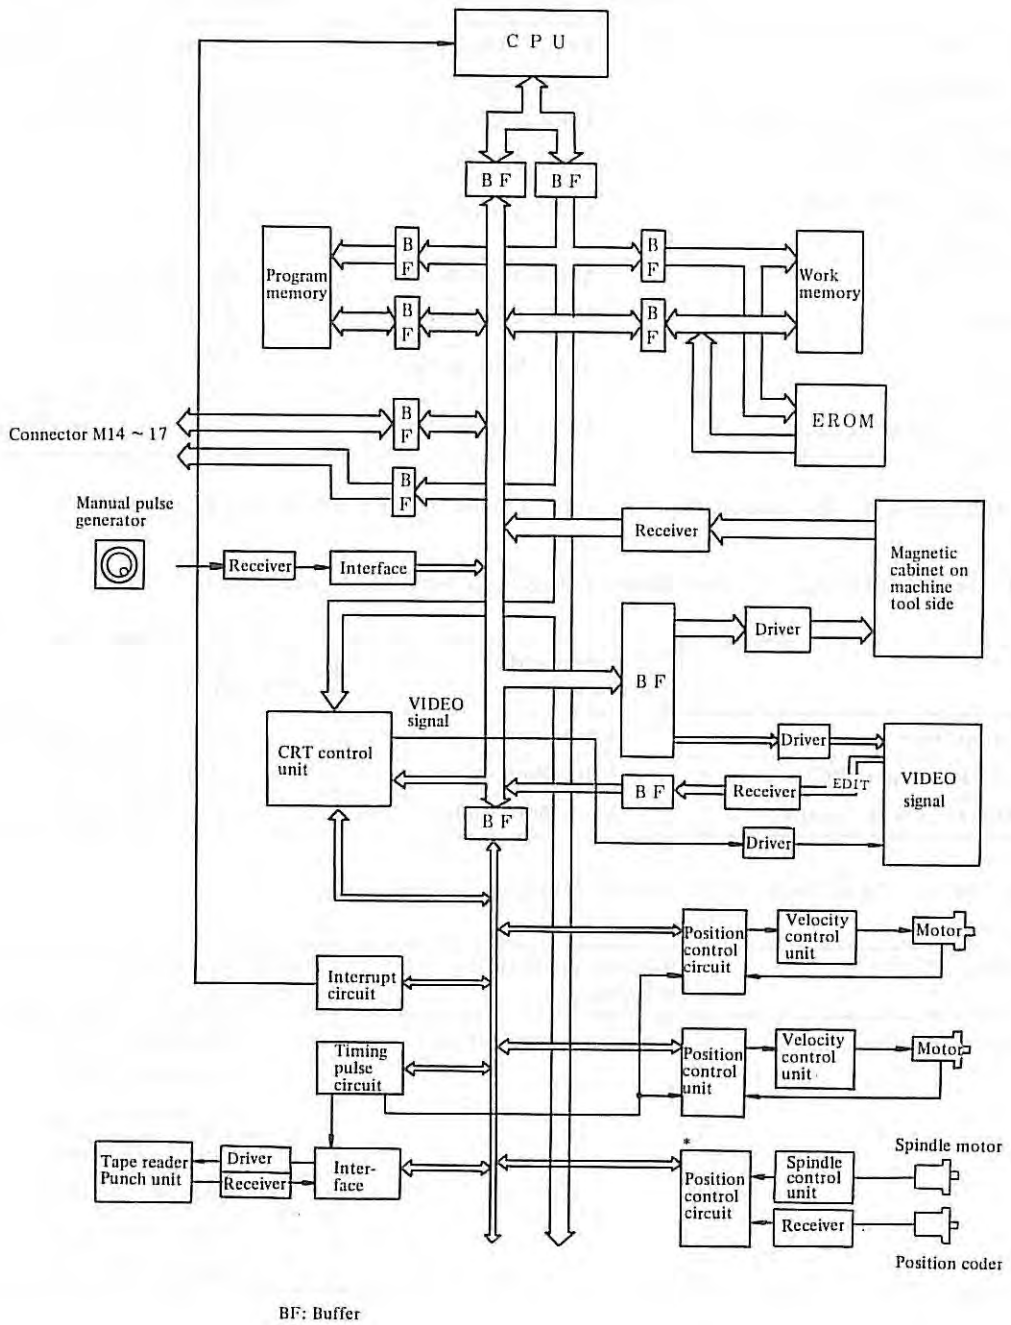 C P U
B F
B F
Program
memory
B
F
B
F
Work
memory
B
F
B
F
EROM
Connector M14 ~ 17
B
F
B
F
Manual pulse
generator
Receiver
Interface
Receiver
Magnetic
cabinet on
machine
tool side
B F
Driver
VIDEO
signal
CRT control
unit
Driver
EDIT
VIDEO
signal
B F
Receiver
B F
Driver
Position
control
circuit
Velocity
control
unit
Motor
Interrupt
circuit
Timing
pulse
circuit
Position
control
unit
Velocity
control
unit
Motor
Tape reader
Punch unit
Driver
Receiver
Inter-
face
*
Position
control
circuit
Spindle
control
unit
Spindle motor
Receiver
Position coder
BF: Buffer